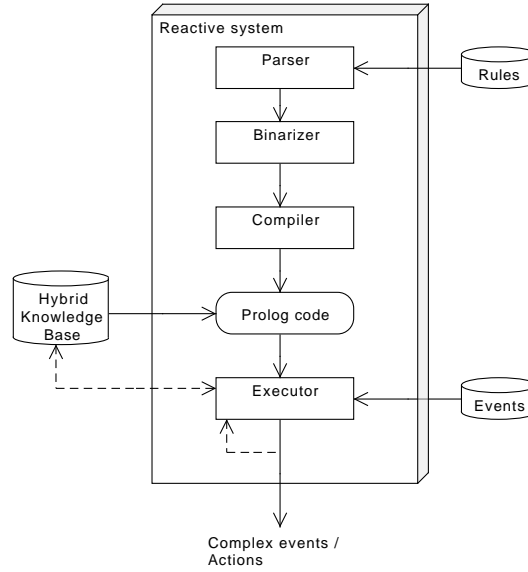 Reactive system
Parser
Rules
Binarizer
Compiler
Hybrid
Knowledge
Base
Prolog code
Executor
Events
Complex events /
Actions